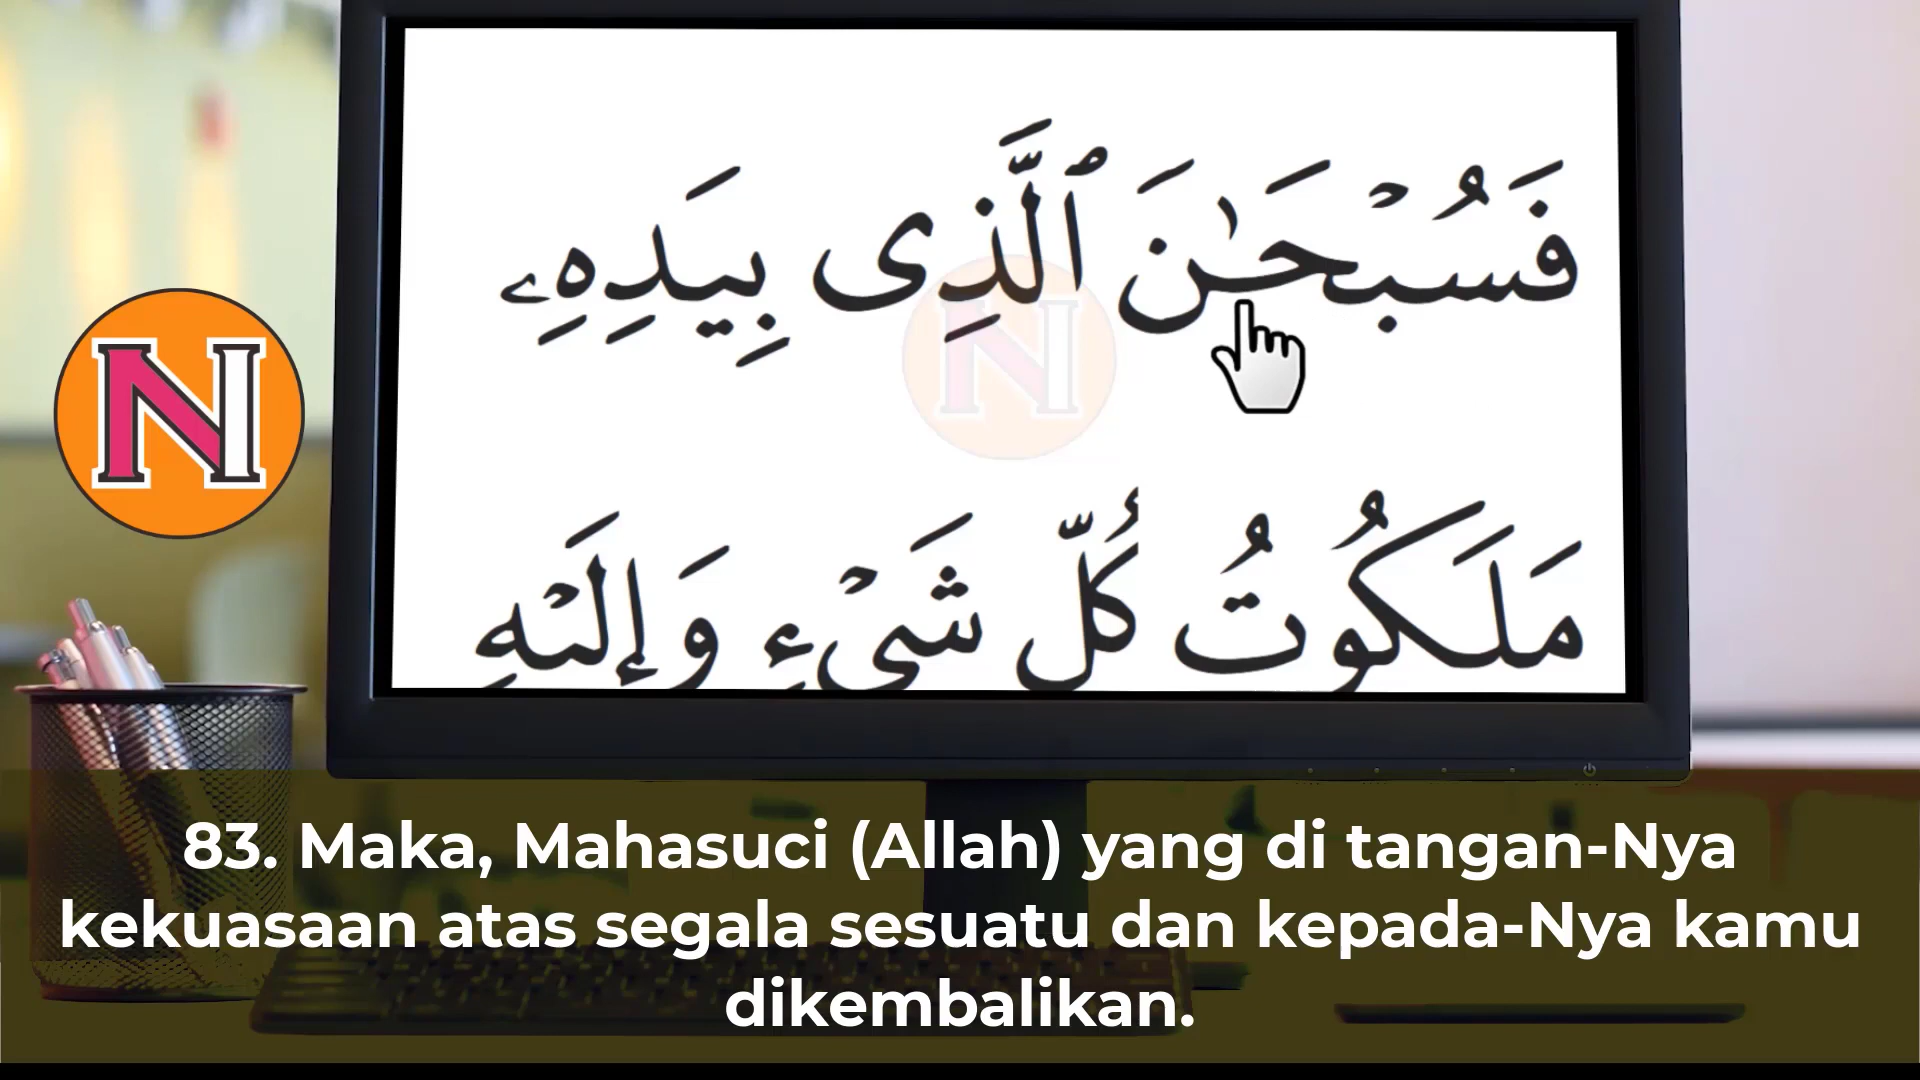 فَسُبْحَـٰنَ ٱلَّذِى بِيَدِهِۦ
مَلَكُوتُ كُلِّ شَىْءٍ وَإِلَيْهِ
N
83. Maka, Mahasuci (Allah) yang di tangan-Nya
kekuasaan atas segala sesuatu dan kepada-Nya kamu
dikembalikan.